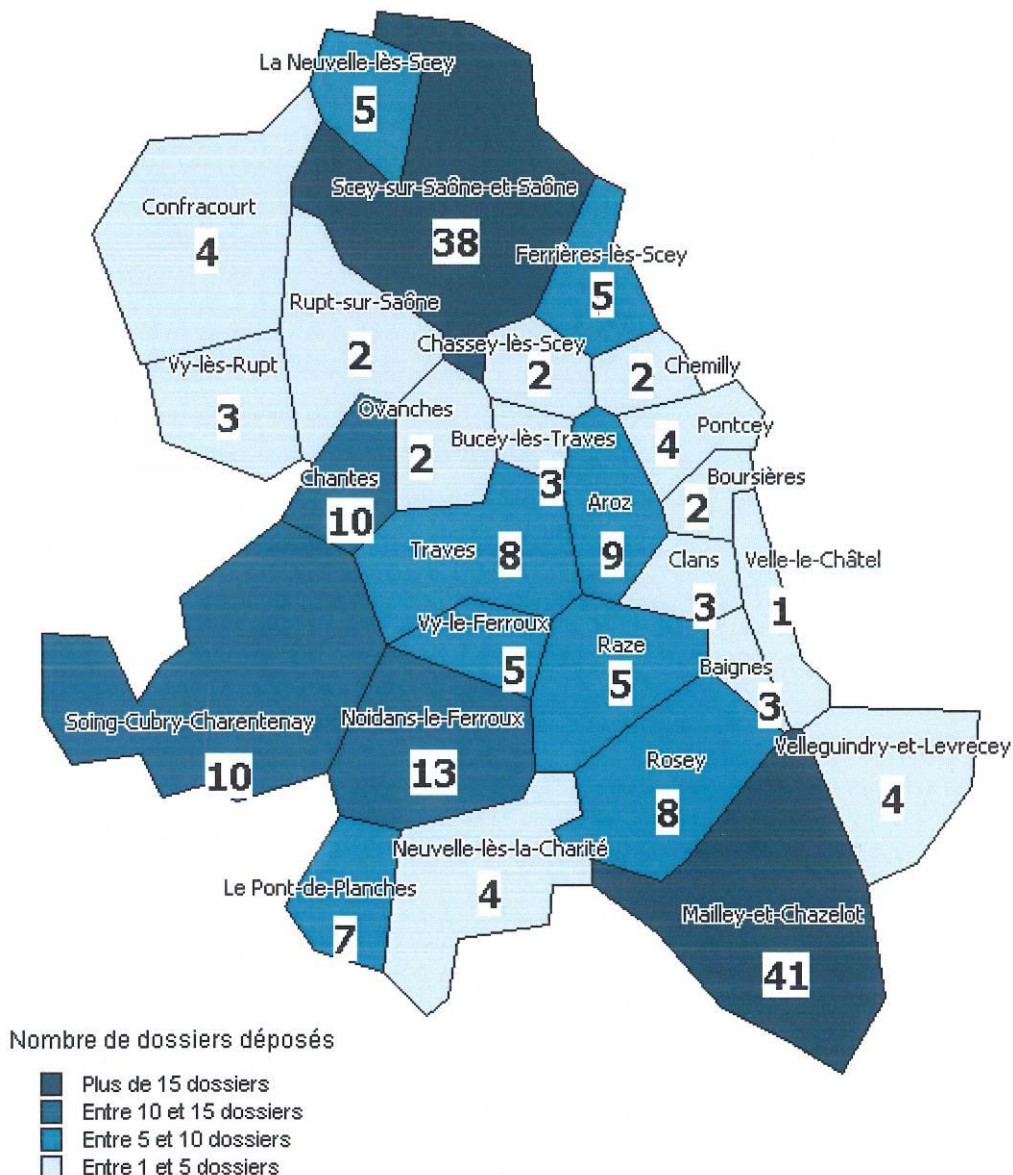 La Neuvelle-lès-Scey
5
Scey-sur-Saône-et-Saône
38
Confracourt
4
Ferrières-lès-Scey
5
Rupt-sur-Saône
2
Chassey-lès-Scey
2
Chemilly
2
Vy-lès-Rupt
3
Ovanches
2
Bucey-lès-Traves
3
Pontcey
4
Boursières
2
Chantes
10
Aroz
9
Traves
8
Clans
3
Velle-le-Châtel
1
Vy-le-Ferroux
5
Raze
5
Baignes
3
Soing-Cubry-Charentenay
10
Noidans-le-Ferroux
13
Rosey
8
Velleguindry-et-Levrecey
4
Neuvelle-lès-la-Charité
4
Le Pont-de-Planches
7
Mailley-et-Chazelot
41
Nombre de dossiers déposés
Plus de 15 dossiers
Entre 10 et 15 dossiers
Entre 5 et 10 dossiers
Entre 1 et 5 dossiers